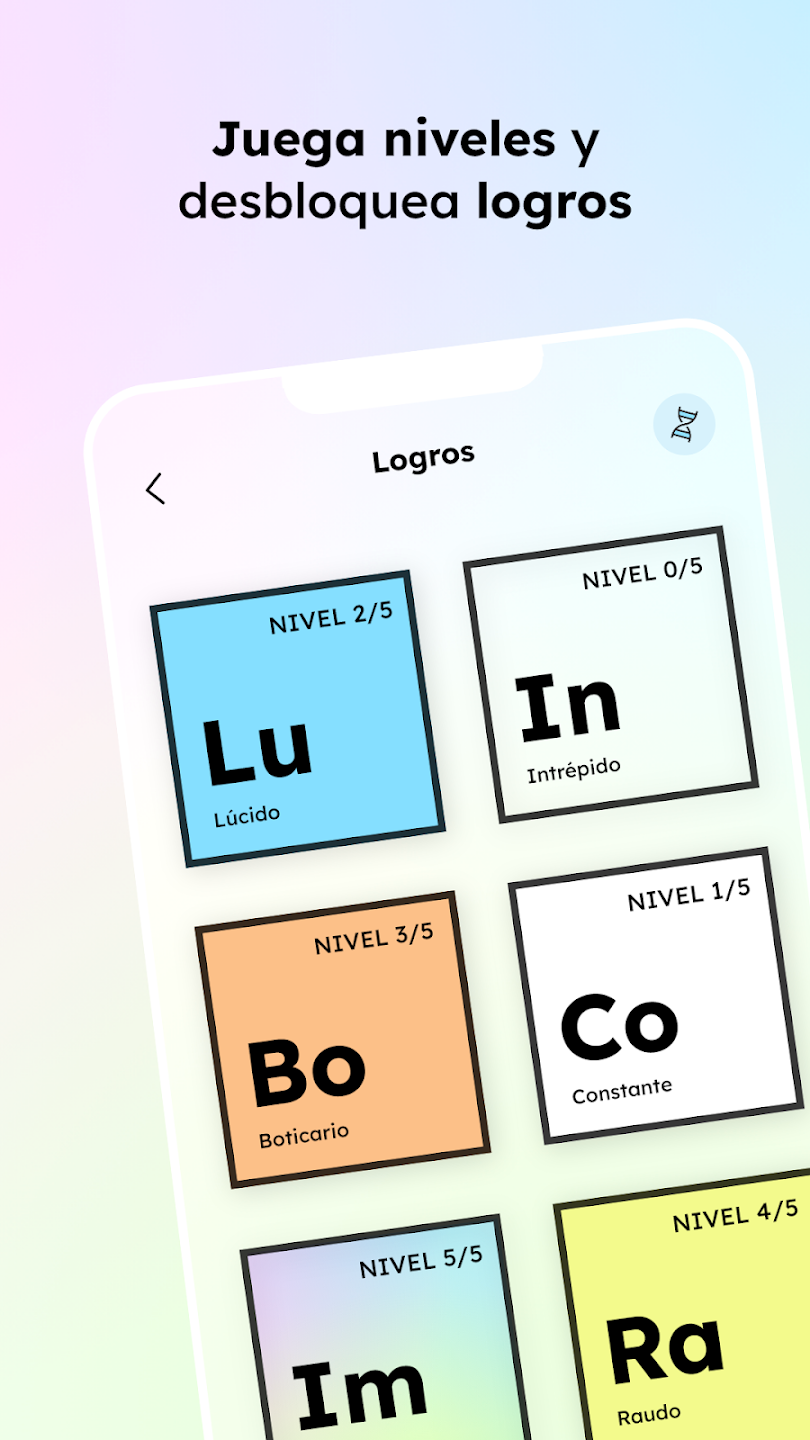 Juega niveles y
desbloquea logros
Logros
NIVEL 2/5
Lu
Lúcido
NIVEL 0/5
In
Intrépido
NIVEL 3/5
Bo
Boticario
NIVEL 1/5
Co
Constante
NIVEL 5/5
Im
NIVEL 4/5
Ra
Raudo